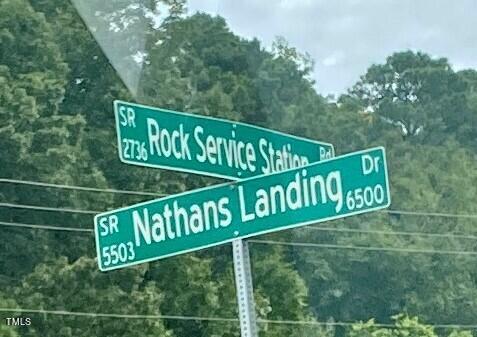 SR 2736 Rock Service Station Rd
SR 5503 Nathans Landing Dr 6500
TMLS